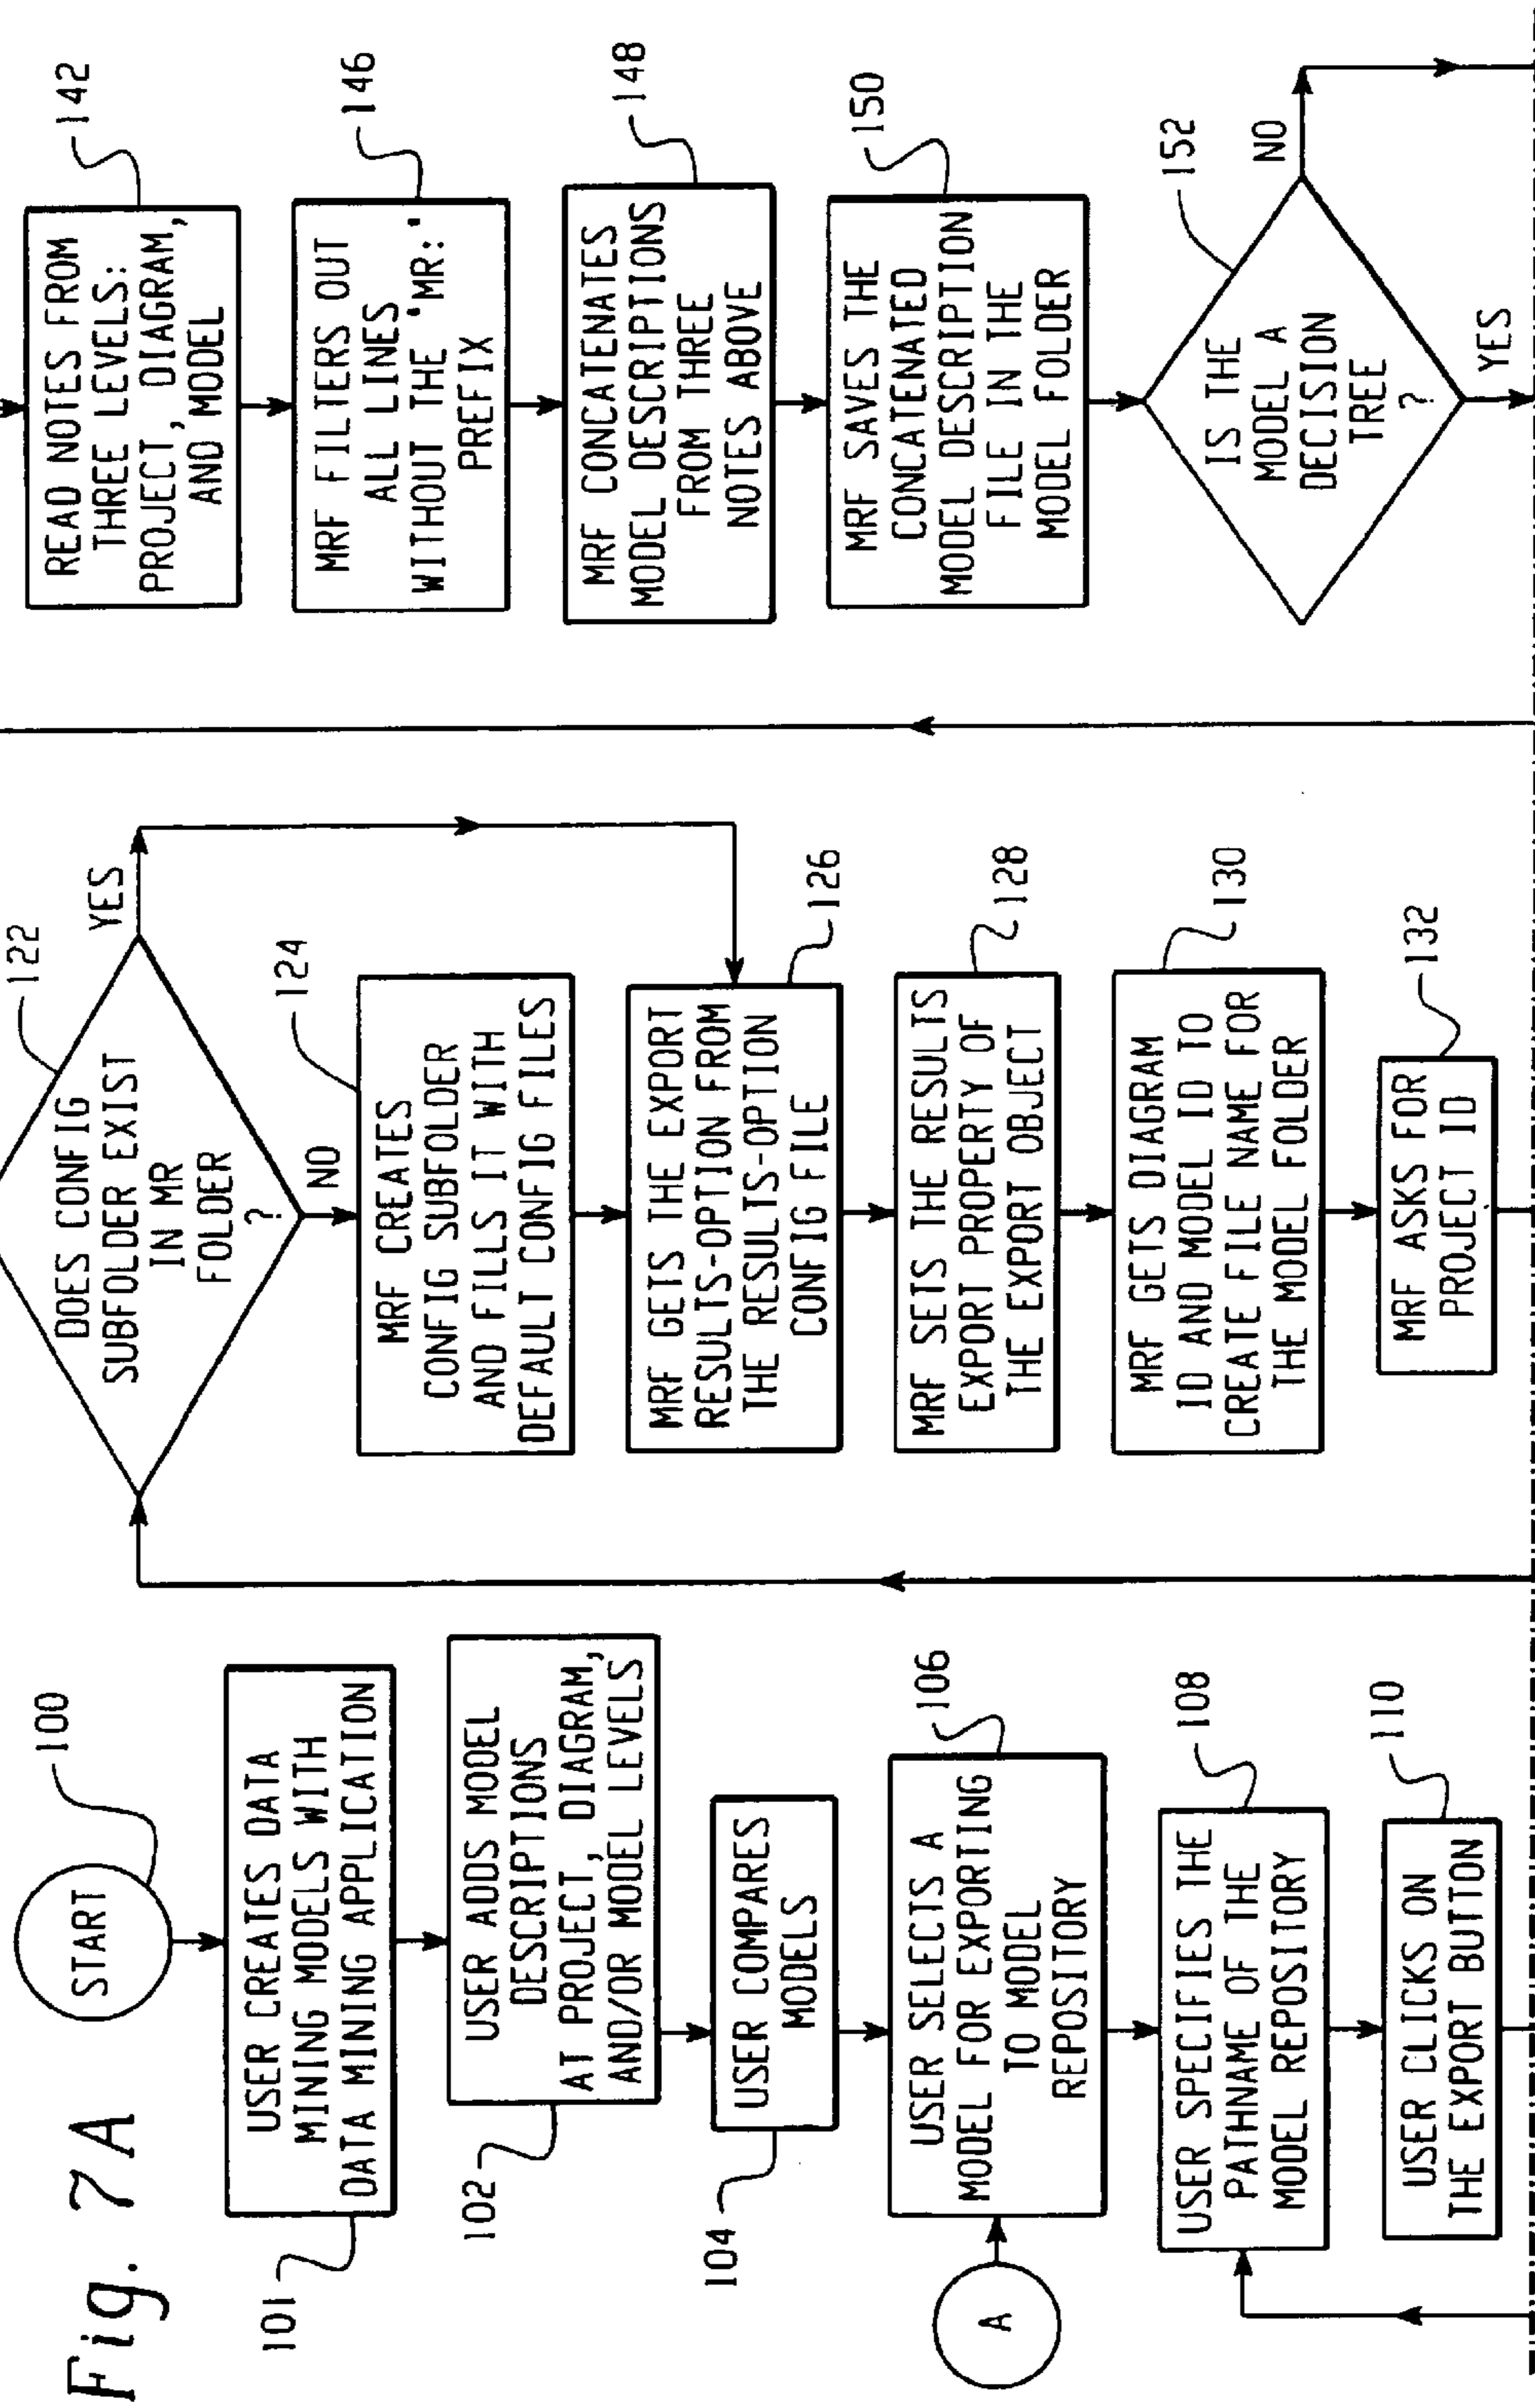 Fig. 7A
START
100
USER CREATES DATA
MINING MODELS WITH
DATA MINING APPLICATION
101
USER ADDS MODEL
DESCRIPTIONS
AT PROJECT, DIAGRAM,
AND/OR MODEL LEVELS
102
USER COMPARES
MODELS
104
A
USER SELECTS A
MODEL FOR EXPORTING
TO MODEL
REPOSITORY
106
USER SPECIFIES THE
PATHNAME OF THE
MODEL REPOSITORY
108
USER CLICKS ON
THE EXPORT BUTTON
110
DOES CONFIG
SUBFOLDER EXIST
IN MR
FOLDER
?
122
YES
NO
MRF CREATES
CONFIG SUBFOLDER
AND FILLS IT WITH
DEFAULT CONFIG FILES
124
MRF GETS THE EXPORT
RESULTS-OPTION FROM
THE RESULTS-OPTION
CONFIG FILE
126
MRF SETS THE RESULTS
EXPORT PROPERTY OF
THE EXPORT OBJECT
128
MRF GETS DIAGRAM
ID AND MODEL ID TO
CREATE FILE NAME FOR
THE MODEL FOLDER
130
MRF ASKS FOR
PROJECT ID
132
READ NOTES FROM
THREE LEVELS:
PROJECT, DIAGRAM,
AND MODEL
142
MRF FILTERS OUT
ALL LINES
WITHOUT THE 'MR:'
PREFIX
146
MRF CONCATENATES
MODEL DESCRIPTIONS
FROM THREE
NOTES ABOVE
148
MRF SAVES THE
CONCATENATED
MODEL DESCRIPTION
FILE IN THE
MODEL FOLDER
150
IS THE
MODEL A
DECISION
TREE
?
152
NO
YES